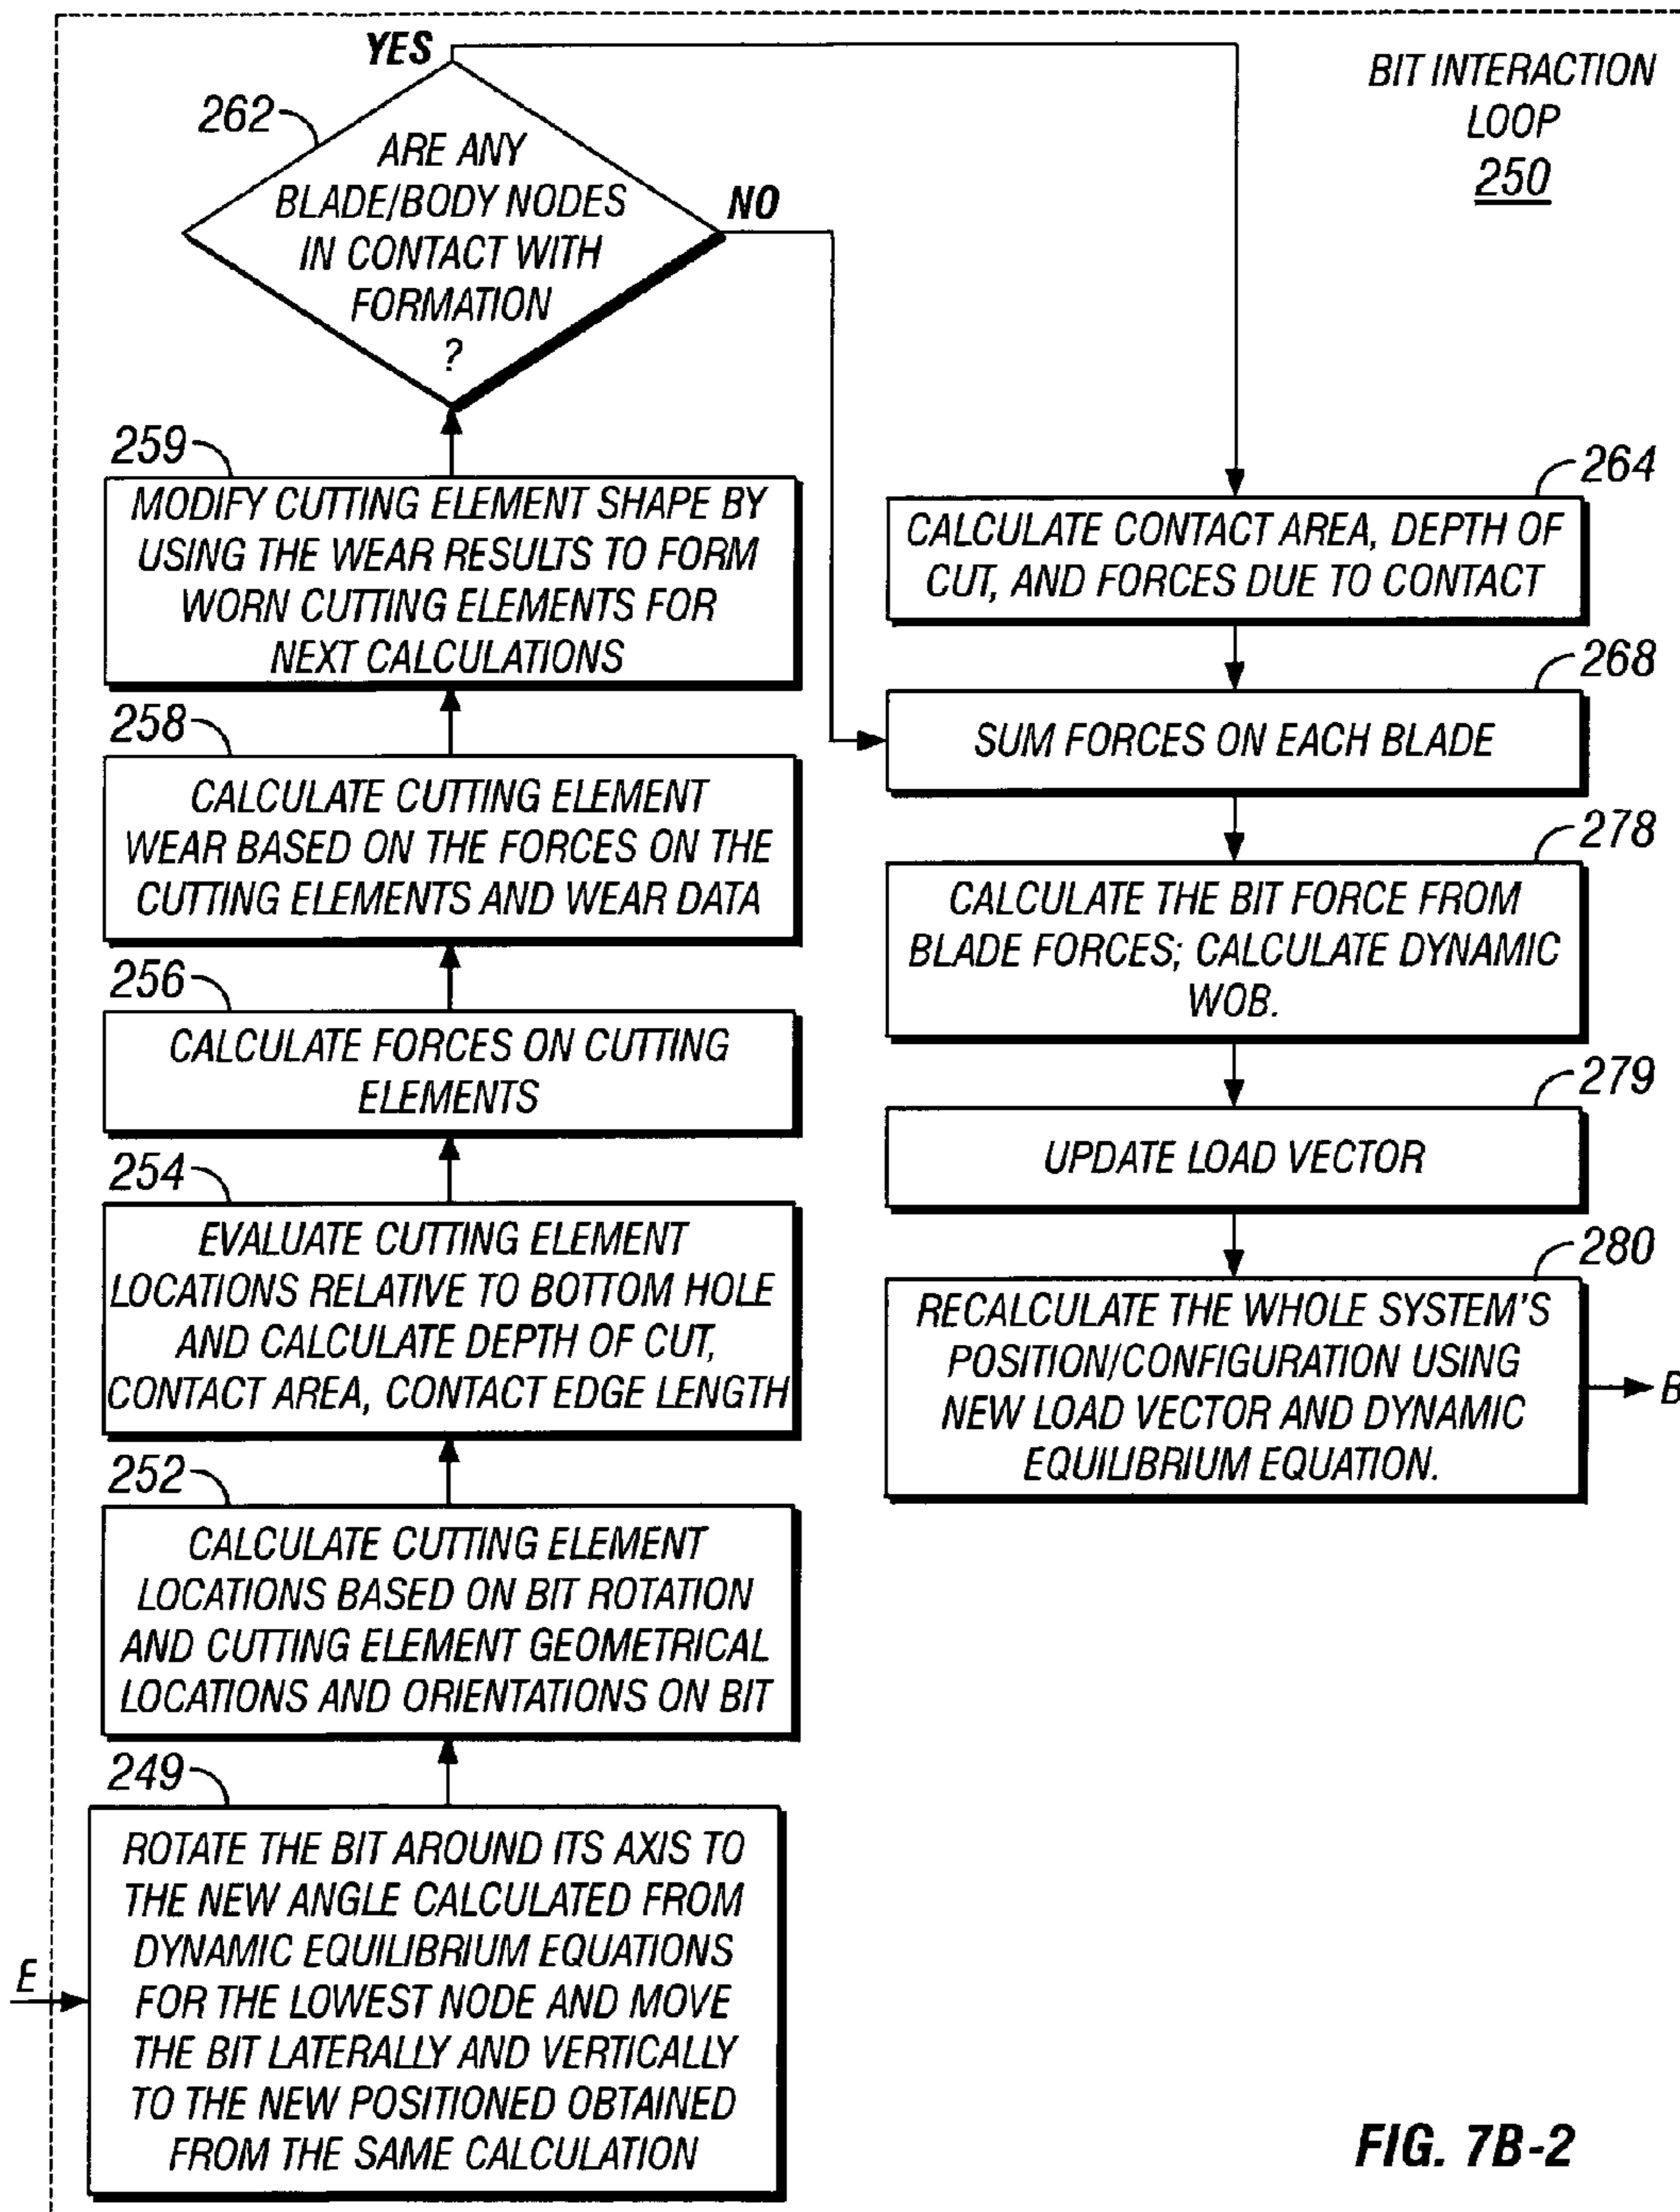 YES
BIT INTERACTION
LOOP
250
262
ARE ANY
BLADE/BODY NODES
IN CONTACT WITH
FORMATION
?
NO
259
MODIFY CUTTING ELEMENT SHAPE BY
USING THE WEAR RESULTS TO FORM
WORN CUTTING ELEMENTS FOR
NEXT CALCULATIONS
258
CALCULATE CUTTING ELEMENT
WEAR BASED ON THE FORCES ON THE
CUTTING ELEMENTS AND WEAR DATA
256
CALCULATE FORCES ON CUTTING
ELEMENTS
254
EVALUATE CUTTING ELEMENT
LOCATIONS RELATIVE TO BOTTOM HOLE
AND CALCULATE DEPTH OF CUT,
CONTACT AREA, CONTACT EDGE LENGTH
252
CALCULATE CUTTING ELEMENT
LOCATIONS BASED ON BIT ROTATION
AND CUTTING ELEMENT GEOMETRICAL
LOCATIONS AND ORIENTATIONS ON BIT
249
ROTATE THE BIT AROUND ITS AXIS TO
THE NEW ANGLE CALCULATED FROM
DYNAMIC EQUILIBRIUM EQUATIONS
FOR THE LOWEST NODE AND MOVE
THE BIT LATERALLY AND VERTICALLY
TO THE NEW POSITIONED OBTAINED
FROM THE SAME CALCULATION
E
264
CALCULATE CONTACT AREA, DEPTH OF
CUT, AND FORCES DUE TO CONTACT
268
SUM FORCES ON EACH BLADE
278
CALCULATE THE BIT FORCE FROM
BLADE FORCES; CALCULATE DYNAMIC
WOB.
279
UPDATE LOAD VECTOR
280
RECALCULATE THE WHOLE SYSTEM'S
POSITION/CONFIGURATION USING
NEW LOAD VECTOR AND DYNAMIC
EQUILIBRIUM EQUATION.
B
FIG. 7B-2